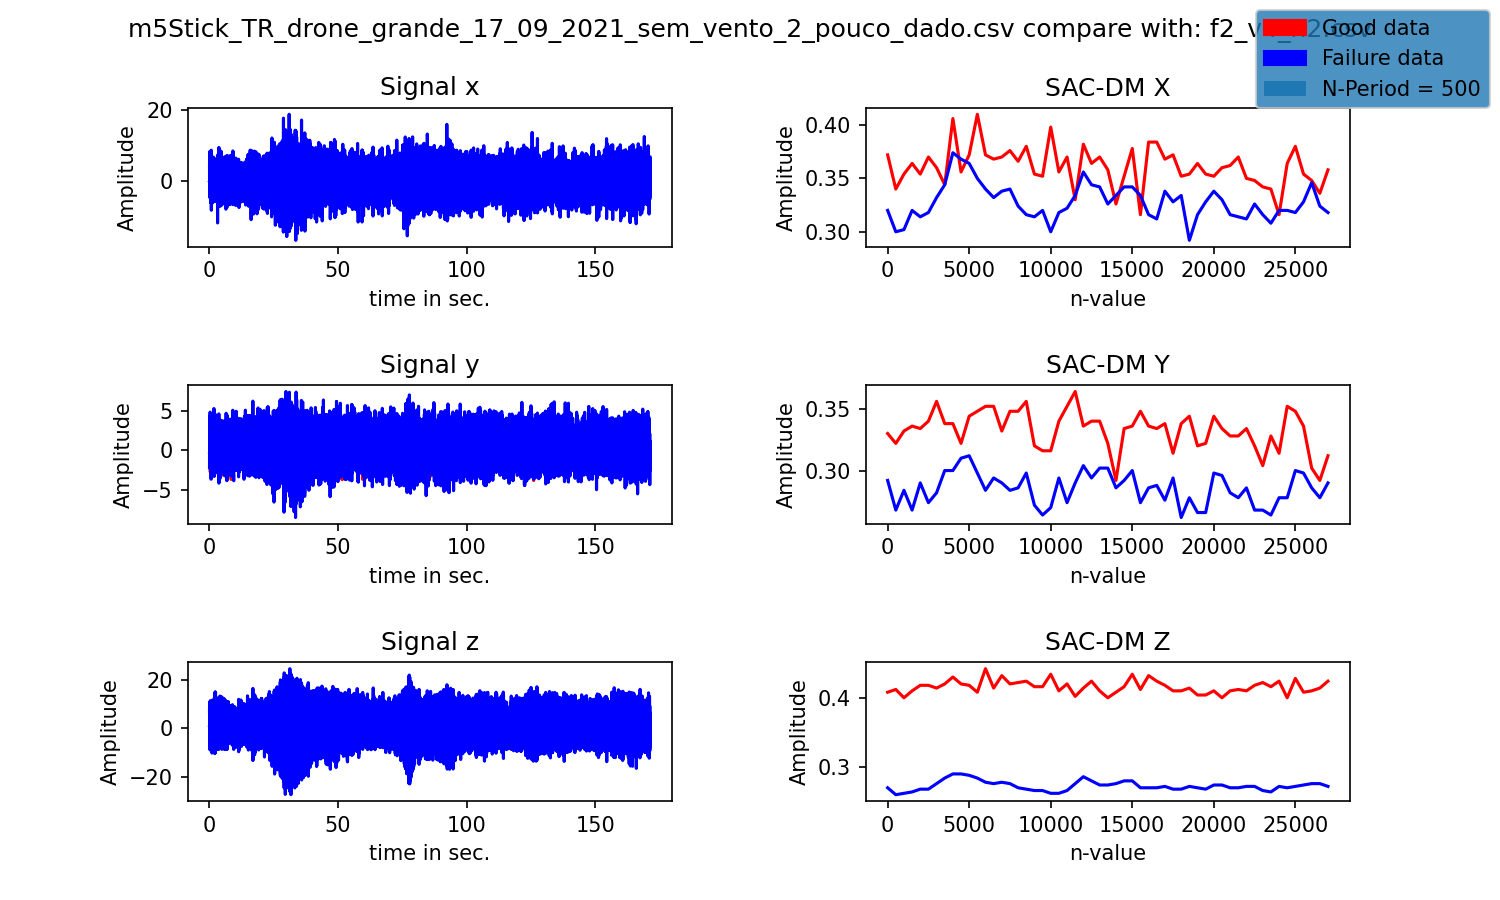 m5Stick_TR_drone_grande_17_09_2021_sem_vento_2_pouco_dado.csv compare with:
Good data
Failure data
N-Period = 500
Signal x
SAC-DM X
20
10
0
Amplitude
0 50 100 150
time in sec.
0.40
0.35
0.30
Amplitude
0 5000 10000 15000 20000 25000
n-value
Signal y
SAC-DM Y
5
0
−5
Amplitude
0 50 100 150
time in sec.
0.35
0.30
Amplitude
0 5000 10000 15000 20000 25000
n-value
Signal z
SAC-DM Z
20
0
−20
Amplitude
0 50 100 150
time in sec.
0.4
0.3
Amplitude
0 5000 10000 15000 20000 25000
n-value